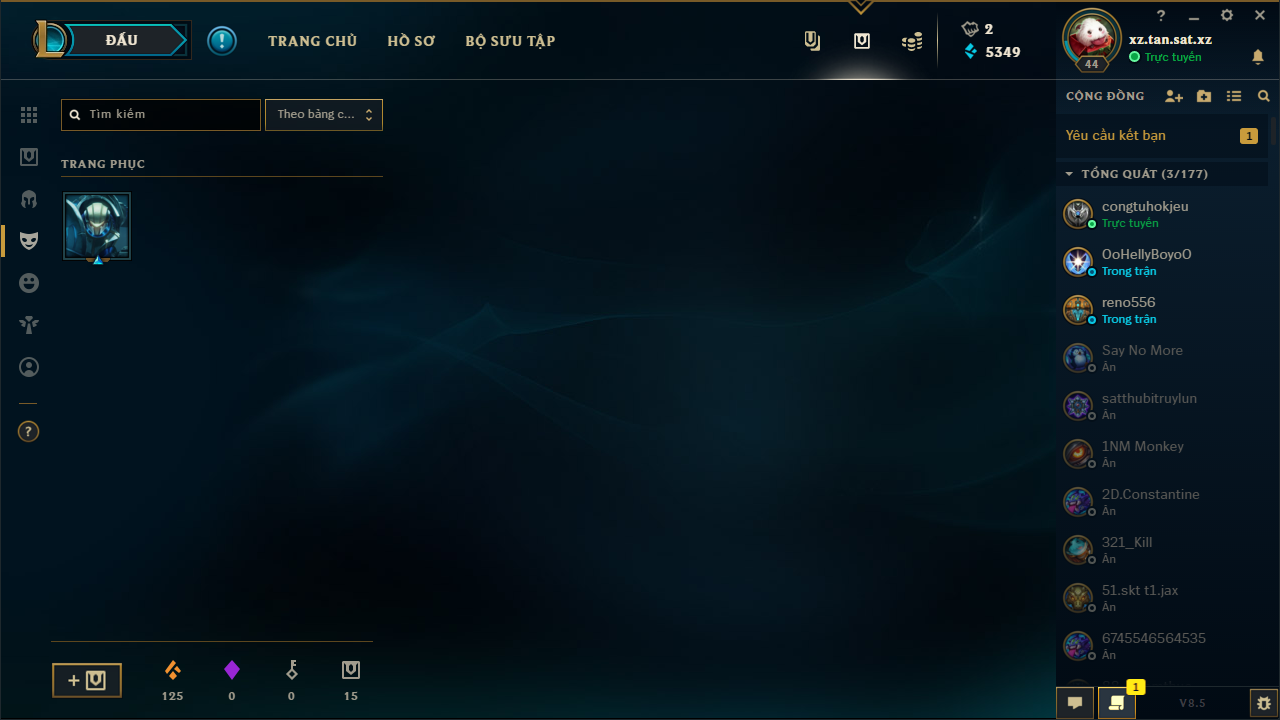 ĐẤU
TRANG CHỦ
HỒ SƠ
BỘ SƯU TẬP
2
5349
44
xz.tan.sat.xz
Trực tuyến
CỘNG ĐỒNG
Yêu cầu kết bạn
1
TỔNG QUÁT (3/177)
congtuhokjeu
Trực tuyến
OoHellyBoyoO
Trong trận
reno556
Trong trận
Say No More
Ẩn
satthubitruylun
Ẩn
1NM Monkey
Ẩn
2D.Constantine
Ẩn
321_Kill
Ẩn
51.skt t1.jax
Ẩn
6745546564535
Ẩn
1
V8.5
Tìm kiếm
Theo bảng c...
TRANG PHỤC
125
0
0
15